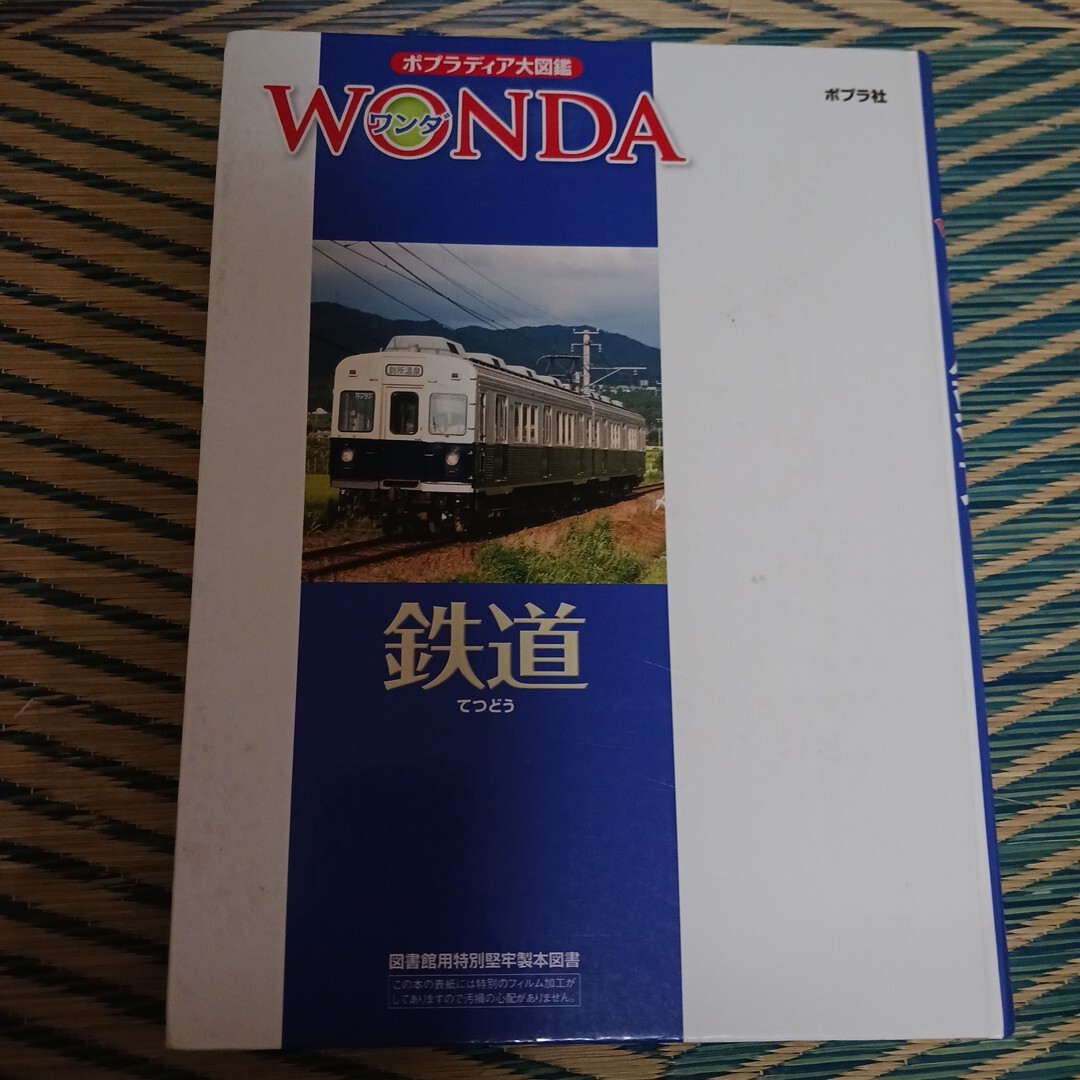 ポプラディア大図鑑
WONDA
ワンダ
ポプラ社
別所温泉
ワンマン
鉄道
てつどう
図書館用特別堅牢製本図書
この本の表紙には特別のフィルム加工が
してありますので汚損の心配がありません。